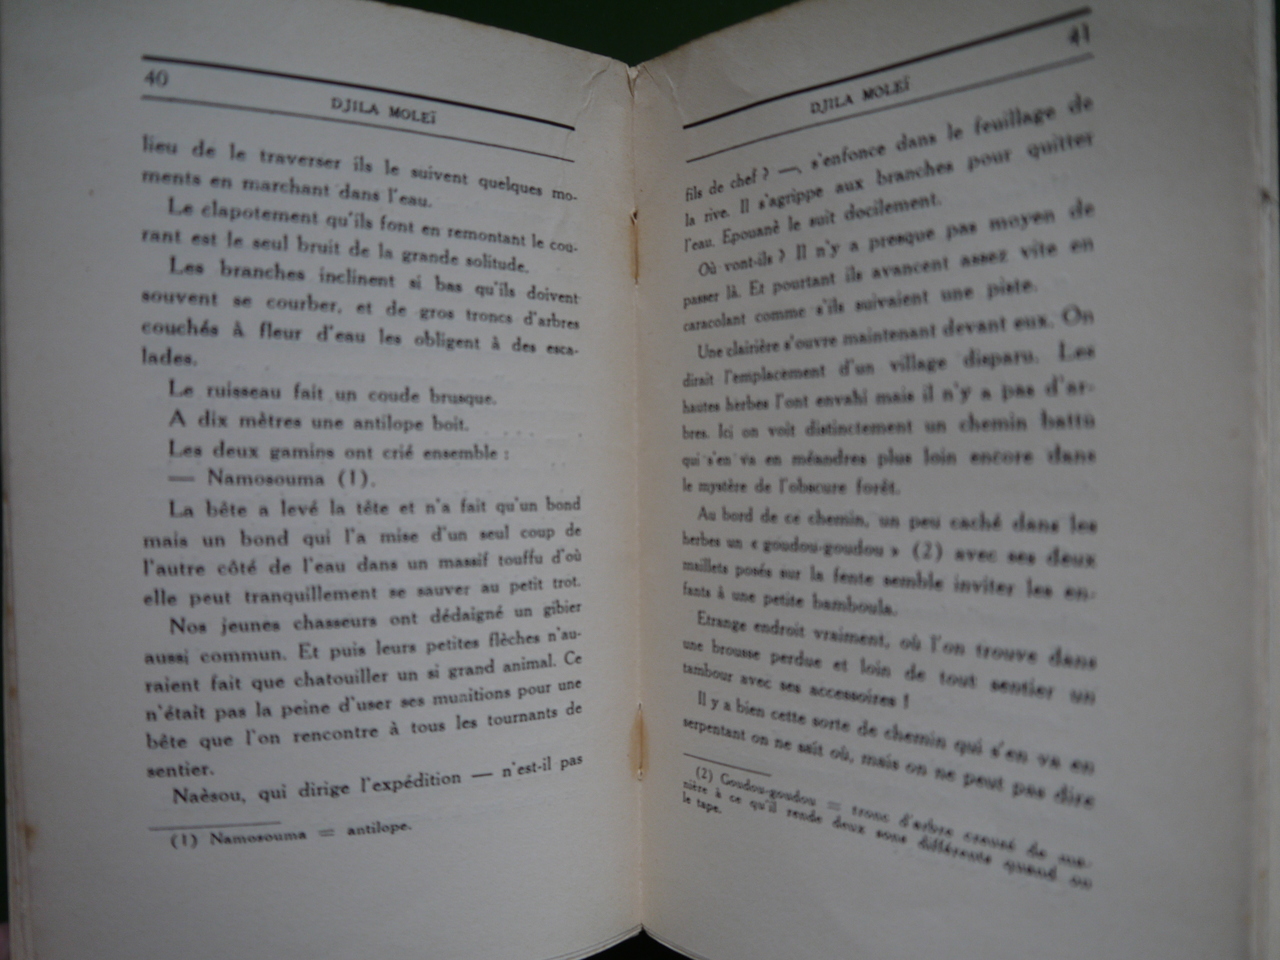 40
DJILA MOLEÏ
lieu de le traverser ils le suivent quelques mo-
ments en marchant dans l'eau.
Le clapotement qu'ils font en remontant le cou-
rant est le seul bruit de la grande solitude.
Les branches inclinent si bas qu'ils doivent
souvent se courber, et de gros troncs d'arbres
couchés à fleur d'eau les obligent à des esca-
lades.
Le ruisseau fait un coude brusque.
A dix mètres une antilope boit.
Les deux gamins ont crié ensemble :
— Namosouma (1).
La bête a levé la tête et n'a fait qu'un bond
mais un bond qui l'a mise d'un seul coup de
l'autre côté de l'eau dans un massif touffu d'où
elle peut tranquillement se sauver au petit trot.
Nos jeunes chasseurs ont dédaigné un gibier
aussi commun. Et puis leurs petites flèches n'au-
raient fait que chatouiller un si grand animal. Ce
n'était pas la peine d'user ses munitions pour une
bête que l'on rencontre à tous les tournants de
sentier.
Naèsou, qui dirige l'expédition — n'est-il pas
(1) Namosouma = antilope.
41
DJILA MOLEÏ
fils de chef ? —, s'enfonce dans le feuillage de
la rive. Il s'agrippe aux branches pour quitter
l'eau. Epouanè le suit docilement.
Où vont-ils ? Il n'y a presque pas moyen de
passer là. Et pourtant ils avancent assez vite en
caracolant comme s'ils suivaient une piste.
Une clairière s'ouvre maintenant devant eux. On
dirait l'emplacement d'un village disparu. Les
hautes herbes l'ont envahi mais il n'y a pas d'ar-
bres. Ici on voit distinctement un chemin battu
qui s'en va en méandres plus loin encore dans
le mystère de l'obscure forêt.
Au bord de ce chemin, un peu caché dans les
herbes un « goudou-goudou » (2) avec ses deux
maillets posés sur la fente semble inviter les en-
fants à une petite bamboula.
Etrange endroit vraiment, où l'on trouve dans
une brousse perdue et loin de tout sentier un
tambour avec ses accessoires !
Il y a bien cette sorte de chemin qui s'en va en
serpentant on ne sait où, mais on ne peut pas dire
(2) Goudou-goudou = tronc d'arbre creusé de ma-
nière à ce qu'il rende deux sons différents quand on
le tape.